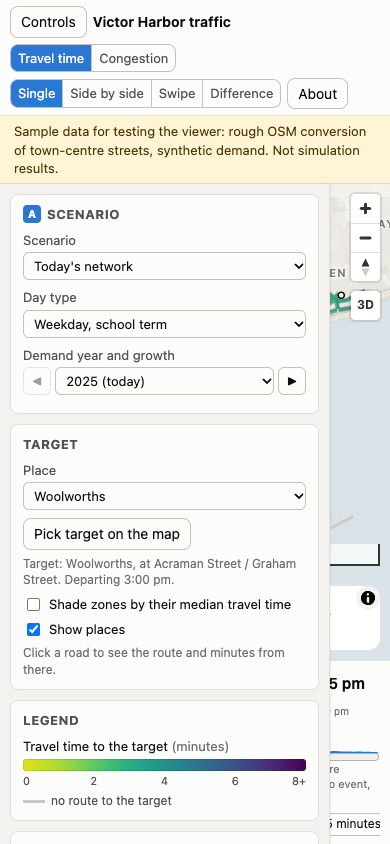 Controls Victor Harbor traffic
Travel time Congestion
Single Side by side Swipe Difference About
Sample data for testing the viewer: rough OSM conversion
of town-centre streets, synthetic demand. Not simulation
results.
A SCENARIO
Scenario
Today's network
Day type
Weekday, school term
Demand year and growth
2025 (today)
TARGET
Place
Woolworths
Pick target on the map
Target: Woolworths, at Acraman Street / Graham
Street. Departing 3:00 pm.
Shade zones by their median travel time
Show places
Click a road to see the route and minutes from
there.
LEGEND
Travel time to the target (minutes)
0 2 4 6 8+
no route to the target
EN
3D
5 pm
pm
re
o event,
5 minutes